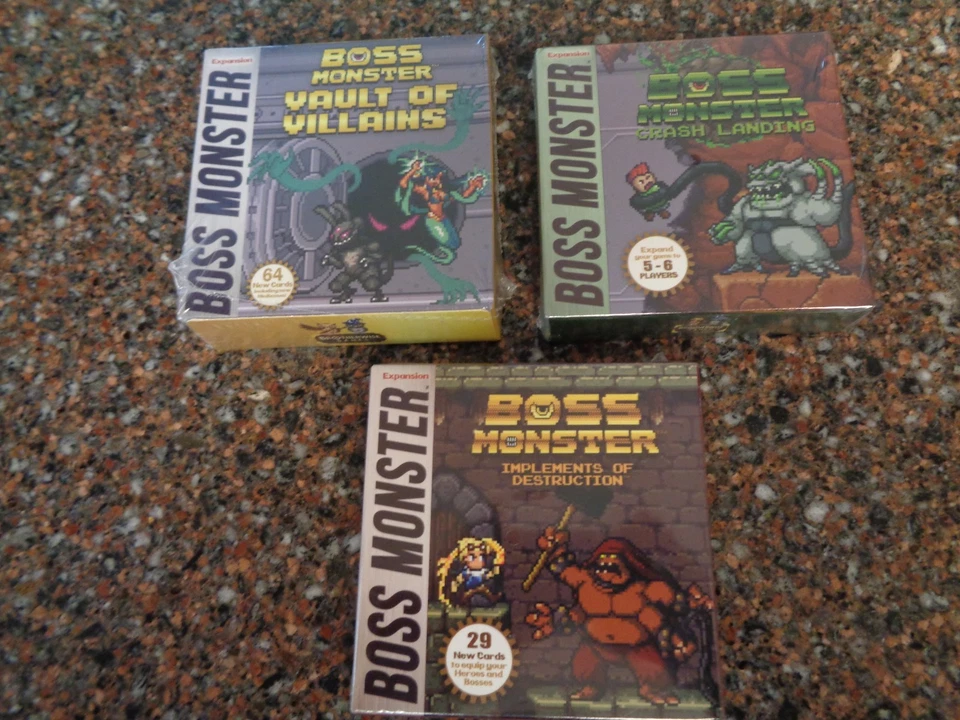 Expansion
BOSS MONSTER
BOSS
MONSTER
VAULT OF
VILLAINS
64
New Cards
Expansion
BOSS MONSTER
BOSS
MONSTER
CRASH LANDING
Expand
your game to
5-6
PLAYERS
Expansion
BOSS MONSTER
BOSS
MONSTER
IMPLEMENTS OF
DESTRUCTION
29
New Cards
to equip your
Heroes and
Bosses